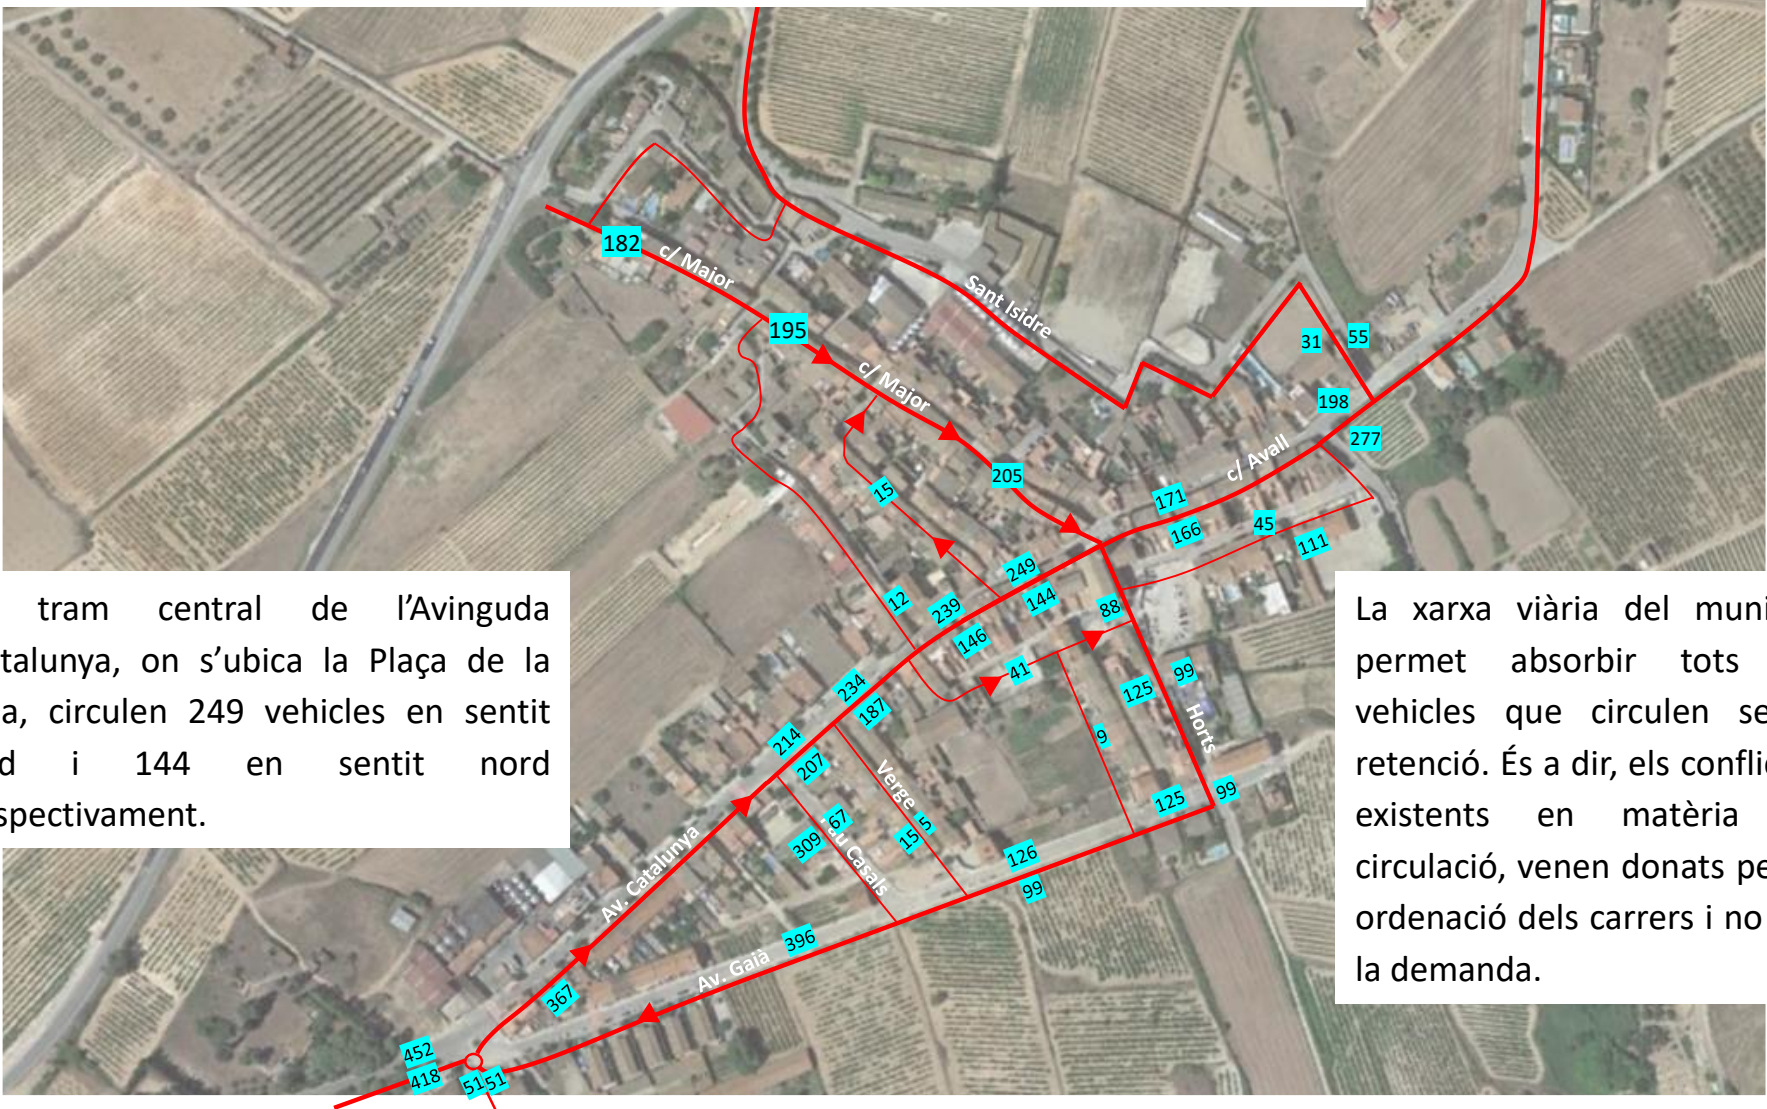 182
c/ Major
195
c/ Major
Sant Isidre
31
55
198
277
c/ Avall
205
15
171
166
45
111
249
144
12
239
146
88
41
234
187
125
99
Horts
9
214
207
Verge
15 5
309 67
Pau Casals
125
99
126
99
Av. Catalunya
396
Av. Gaià
367
452
418
51
51
tram central de l’Avinguda
talunya, on s’ubica la Plaça de la
a, circulen 249 vehicles en sentit
d i 144 en sentit nord
spectivament.
La xarxa viària del muni
permet absorbir tots
vehicles que circulen se
retenció. És a dir, els conflic
existents en matèria
circulació, venen donats pe
ordenació dels carrers i no
la demanda.